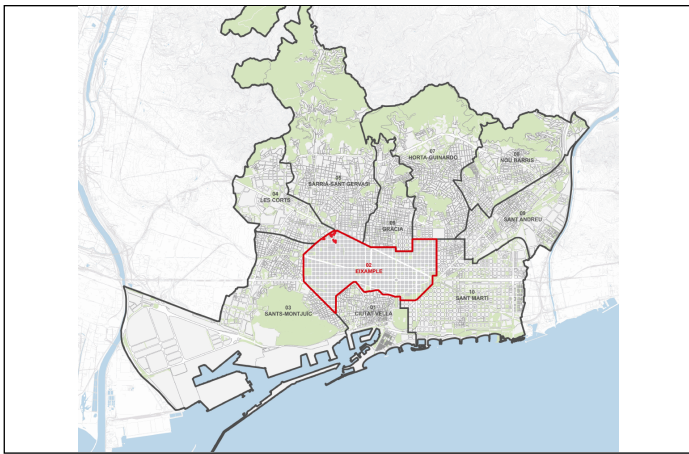 07
HORTA-GUINARDÓ
08
NOU BARRIS
05
SARRIÀ-SANT GERVASI
04
LES CORTS
09
SANT ANDREU
06
GRÀCIA
02
EIXAMPLE
10
SANT MARTÍ
03
SANTS-MONTJUÏC
01
CIUTAT VELLA